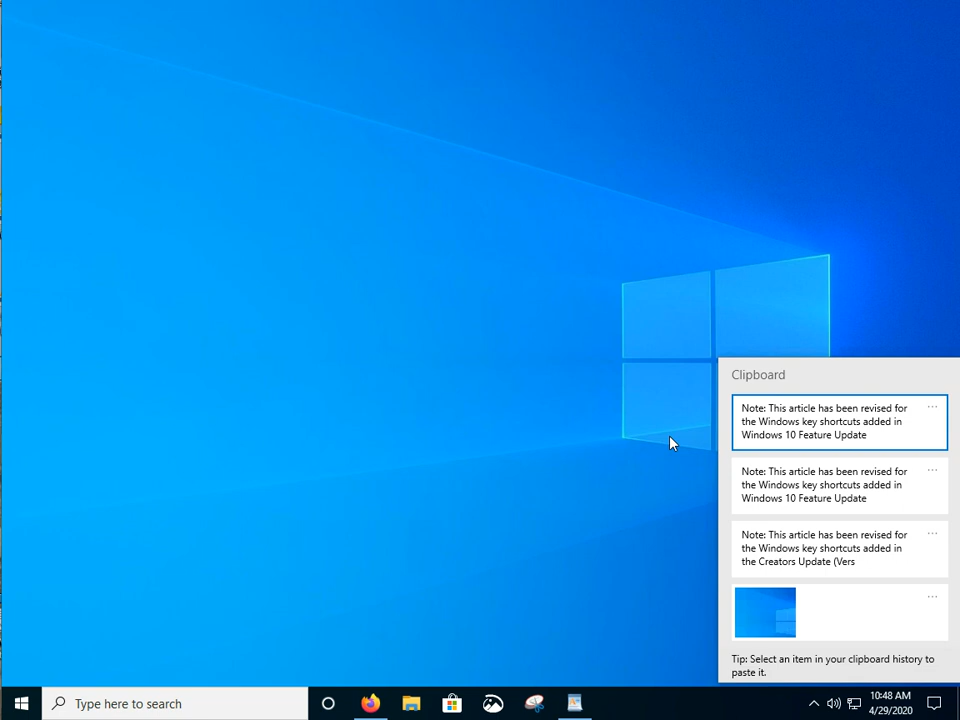 Clipboard
Note: This article has been revised for
the Windows key shortcuts added in
Windows 10 Feature Update
Note: This article has been revised for
the Windows key shortcuts added in
Windows 10 Feature Update
Note: This article has been revised for
the Windows key shortcuts added in
the Creators Update (Vers
Tip: Select an item in your clipboard history to
paste it.
Type here to search
10:48 AM
4/29/2020